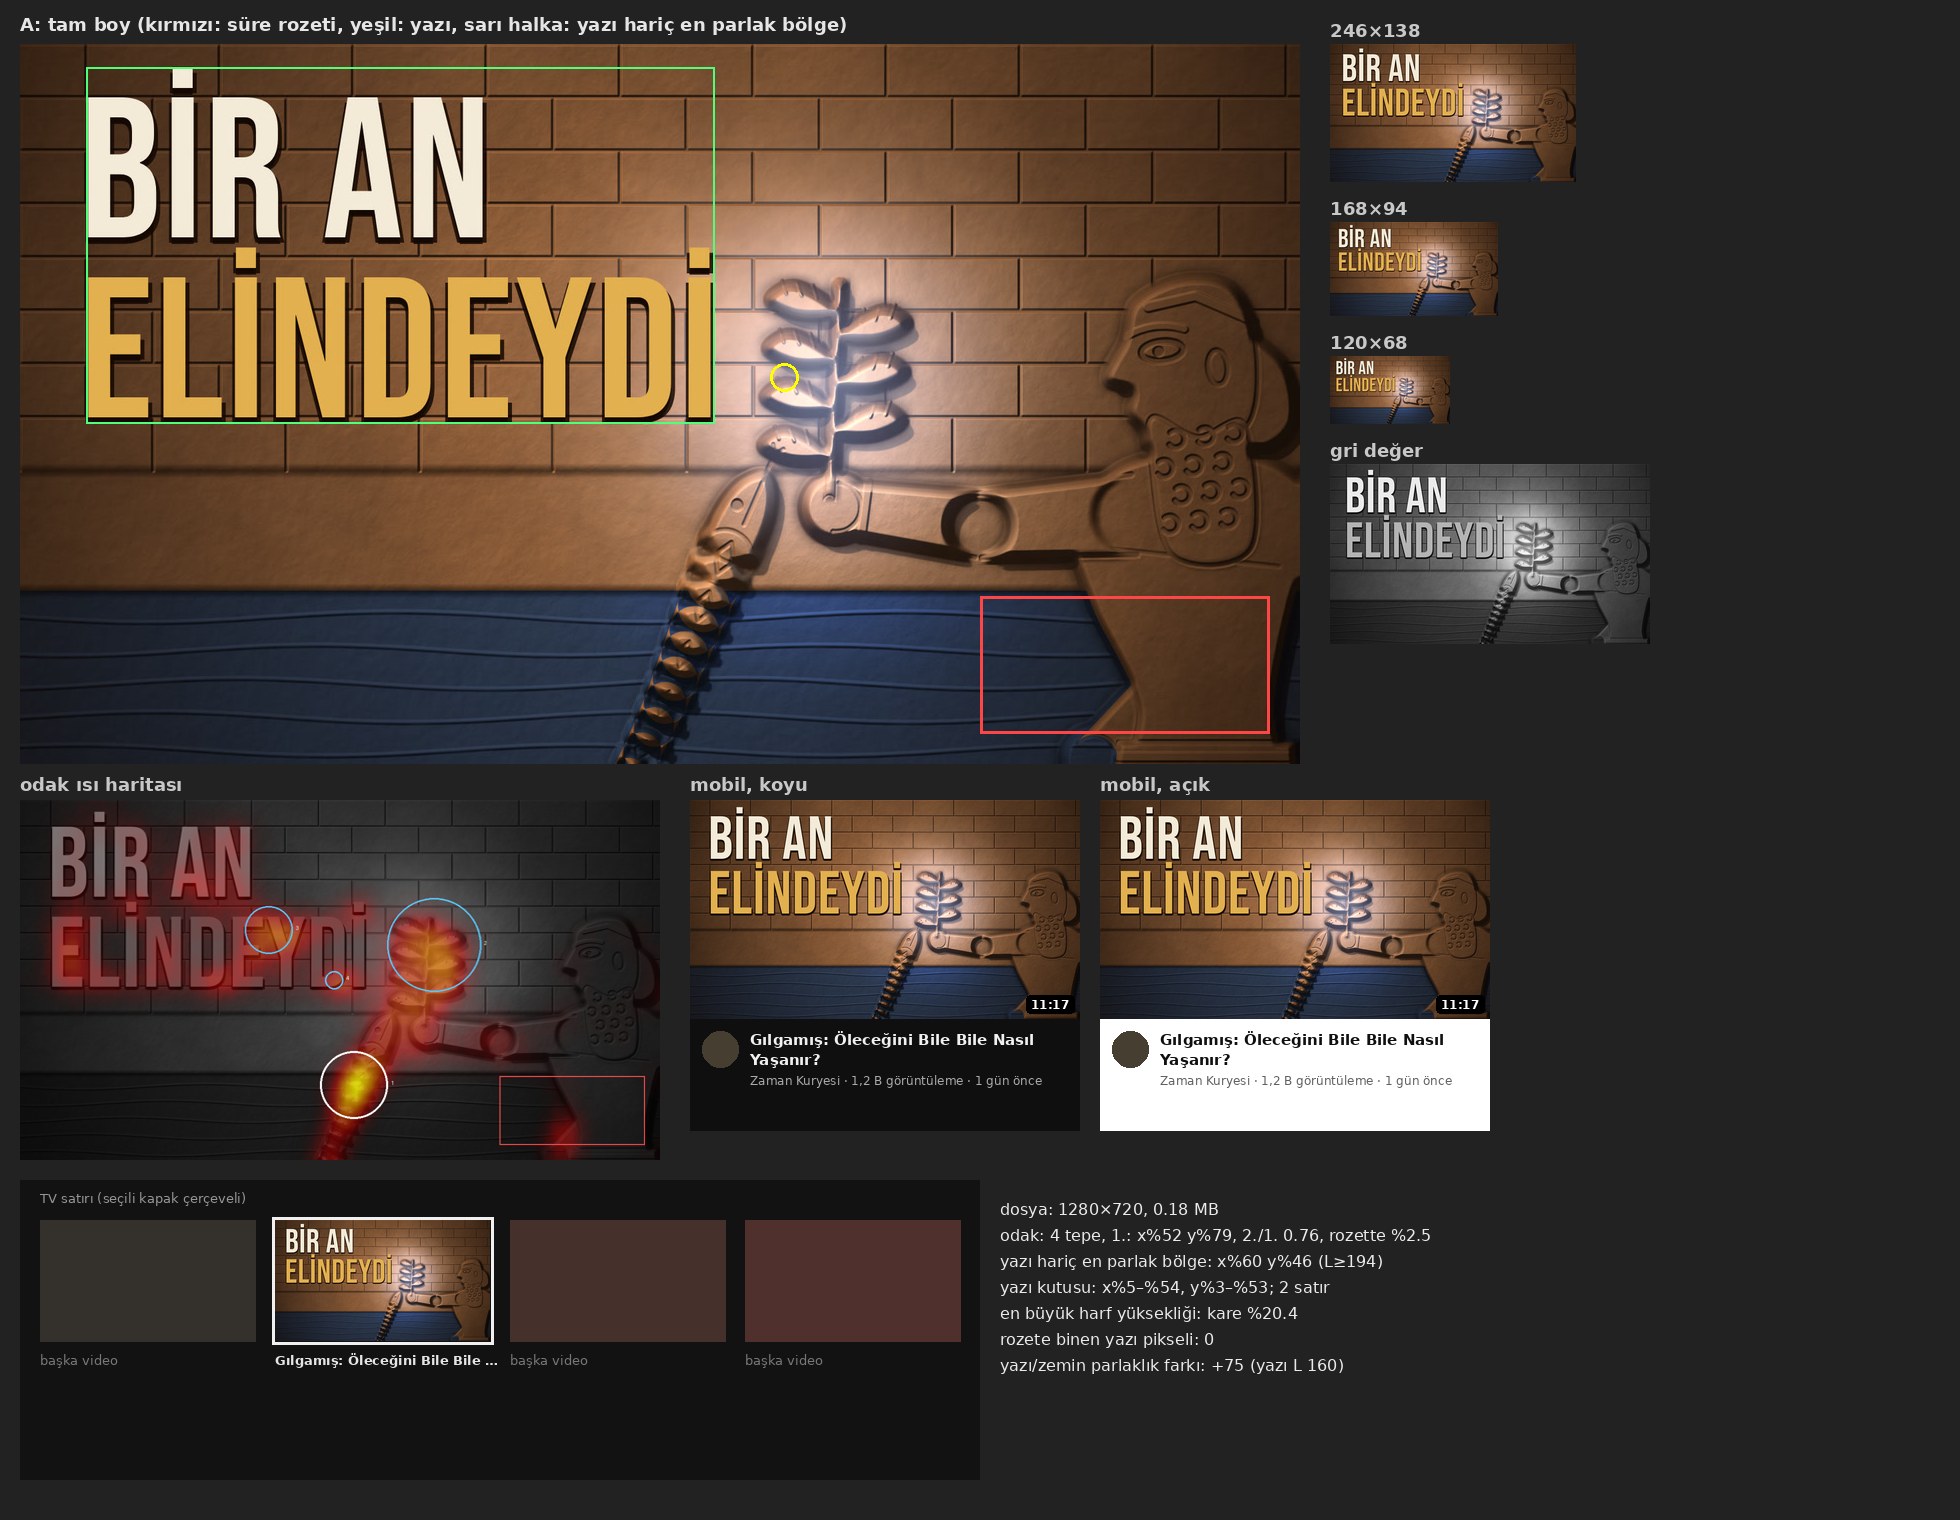 A: tam boy (kırmızı: süre rozeti, yeşil: yazı, sarı halka: yazı hariç en parlak bölge)
BİR AN
ELİNDEYDİ
246×138
BİR AN
ELİNDEYDİ
168×94
BİR AN
ELİNDEYDİ
120×68
BİR AN
ELİNDEYDİ
gri değer
BİR AN
ELİNDEYDİ
odak ısı haritası
BİR AN
ELİNDEYDİ
3
2
4
1
mobil, koyu
BİR AN
ELİNDEYDİ
11:17
Gılgamış: Öleceğini Bile Bile Nasıl
Yaşanır?
Zaman Kuryesi · 1,2 B görüntüleme · 1 gün önce
mobil, açık
BİR AN
ELİNDEYDİ
11:17
Gılgamış: Öleceğini Bile Bile Nasıl
Yaşanır?
Zaman Kuryesi · 1,2 B görüntüleme · 1 gün önce
TV satırı (seçili kapak çerçeveli)
BİR AN
ELİNDEYDİ
başka video
Gılgamış: Öleceğini Bile Bile ...
başka video
başka video
dosya: 1280×720, 0.18 MB
odak: 4 tepe, 1.: x%52 y%79, 2./1. 0.76, rozette %2.5
yazı hariç en parlak bölge: x%60 y%46 (L≥194)
yazı kutusu: x%5–%54, y%3–%53; 2 satır
en büyük harf yüksekliği: kare %20.4
rozete binen yazı pikseli: 0
yazı/zemin parlaklık farkı: +75 (yazı L 160)